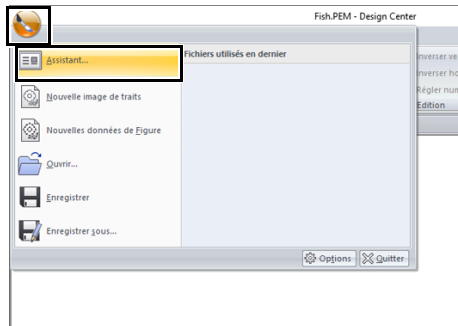 Fish.PEM - Design Center
Fichiers utilisés en dernier
Assistant...
Nouvelle image de traits
Nouvelles données de Figure
Ouvrir...
Enregistrer
Enregistrer sous...
Inverser ve
Inverser ho
Régler num
Edition
Options
Quitter